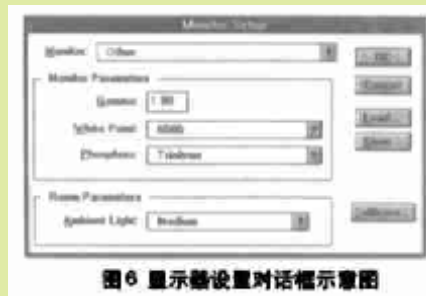 Monitor Setup
Monitor: Other
OK
Monitor Parameters
Cancel
Gamma: 1.80
Load...
White Point: 6500
Save...
Phosphors: Trinitron
Room Parameters
Ambient Light: Medium
图6 显示器设置对话框示意图